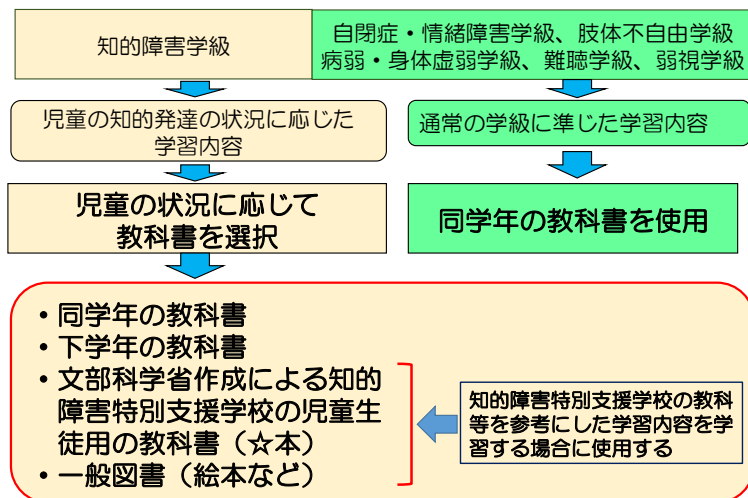 知的障害学級
自閉症・情緒障害学級、肢体不自由学級
病弱・身体虚弱学級、難聴学級、弱視学級
児童の知的発達の状況に応じた
学習内容
通常の学級に準じた学習内容
児童の状況に応じて
教科書を選択
同学年の教科書を使用
・同学年の教科書
・下学年の教科書
・文部科学省作成による知的
障害特別支援学校の児童生
徒用の教科書（☆本）
・一般図書（絵本など）
知的障害特別支援学校の教科
等を参考にした学習内容を学
習する場合に使用する